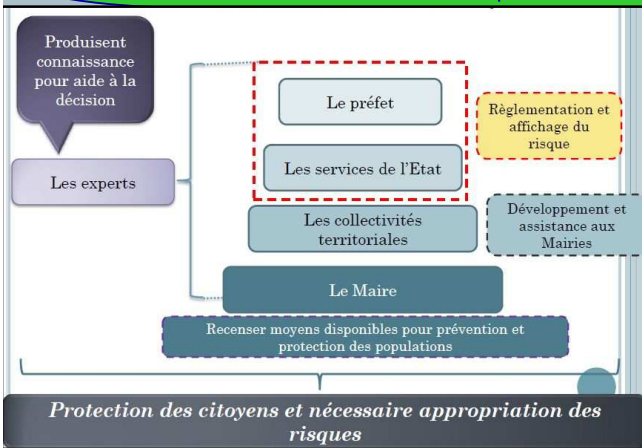 Produisent
connaissance
pour aide à la
décision
Les experts
Le préfet
Les services de l'Etat
Règlementation et
affichage du
risque
Les collectivités
territoriales
Développement et
assistance aux
Mairies
Le Maire
Recenser moyens disponibles pour prévention et
protection des populations
Protection des citoyens et nécessaire appropriation des
risques